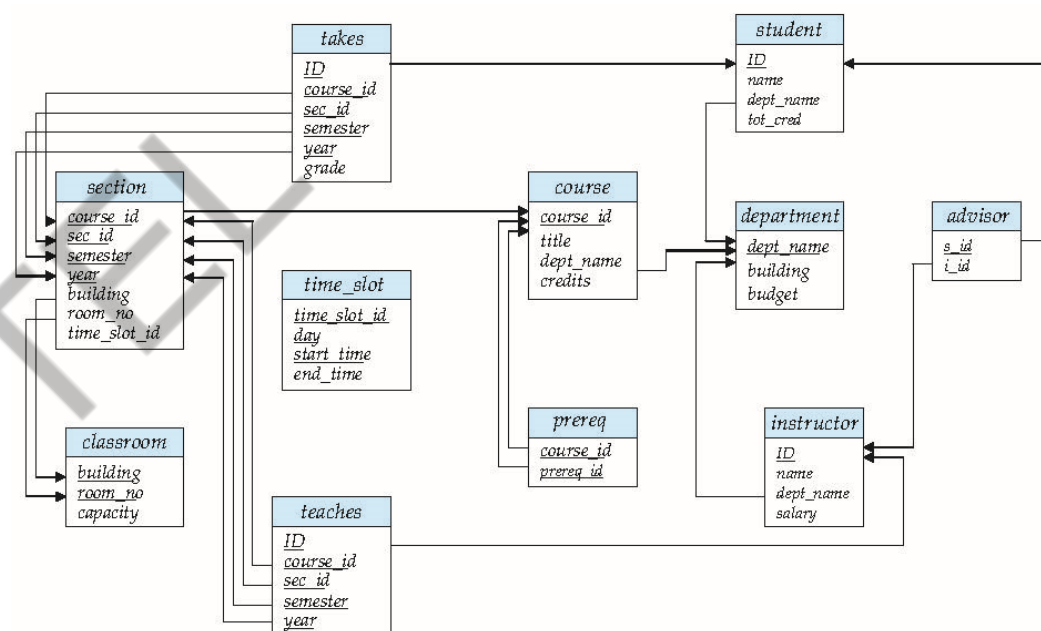 takes
ID
course_id
sec_id
semester
year
grade
student
ID
name
dept_name
tot_cred
section
course_id
sec_id
semester
year
building
room_no
time_slot_id
course
course_id
title
dept_name
credits
department
dept_name
building
budget
advisor
s_id
i_id
time_slot
time_slot_id
day
start_time
end_time
prereq
course_id
prereq_id
instructor
ID
name
dept_name
salary
classroom
building
room_no
capacity
teaches
ID
course_id
sec_id
semester
year